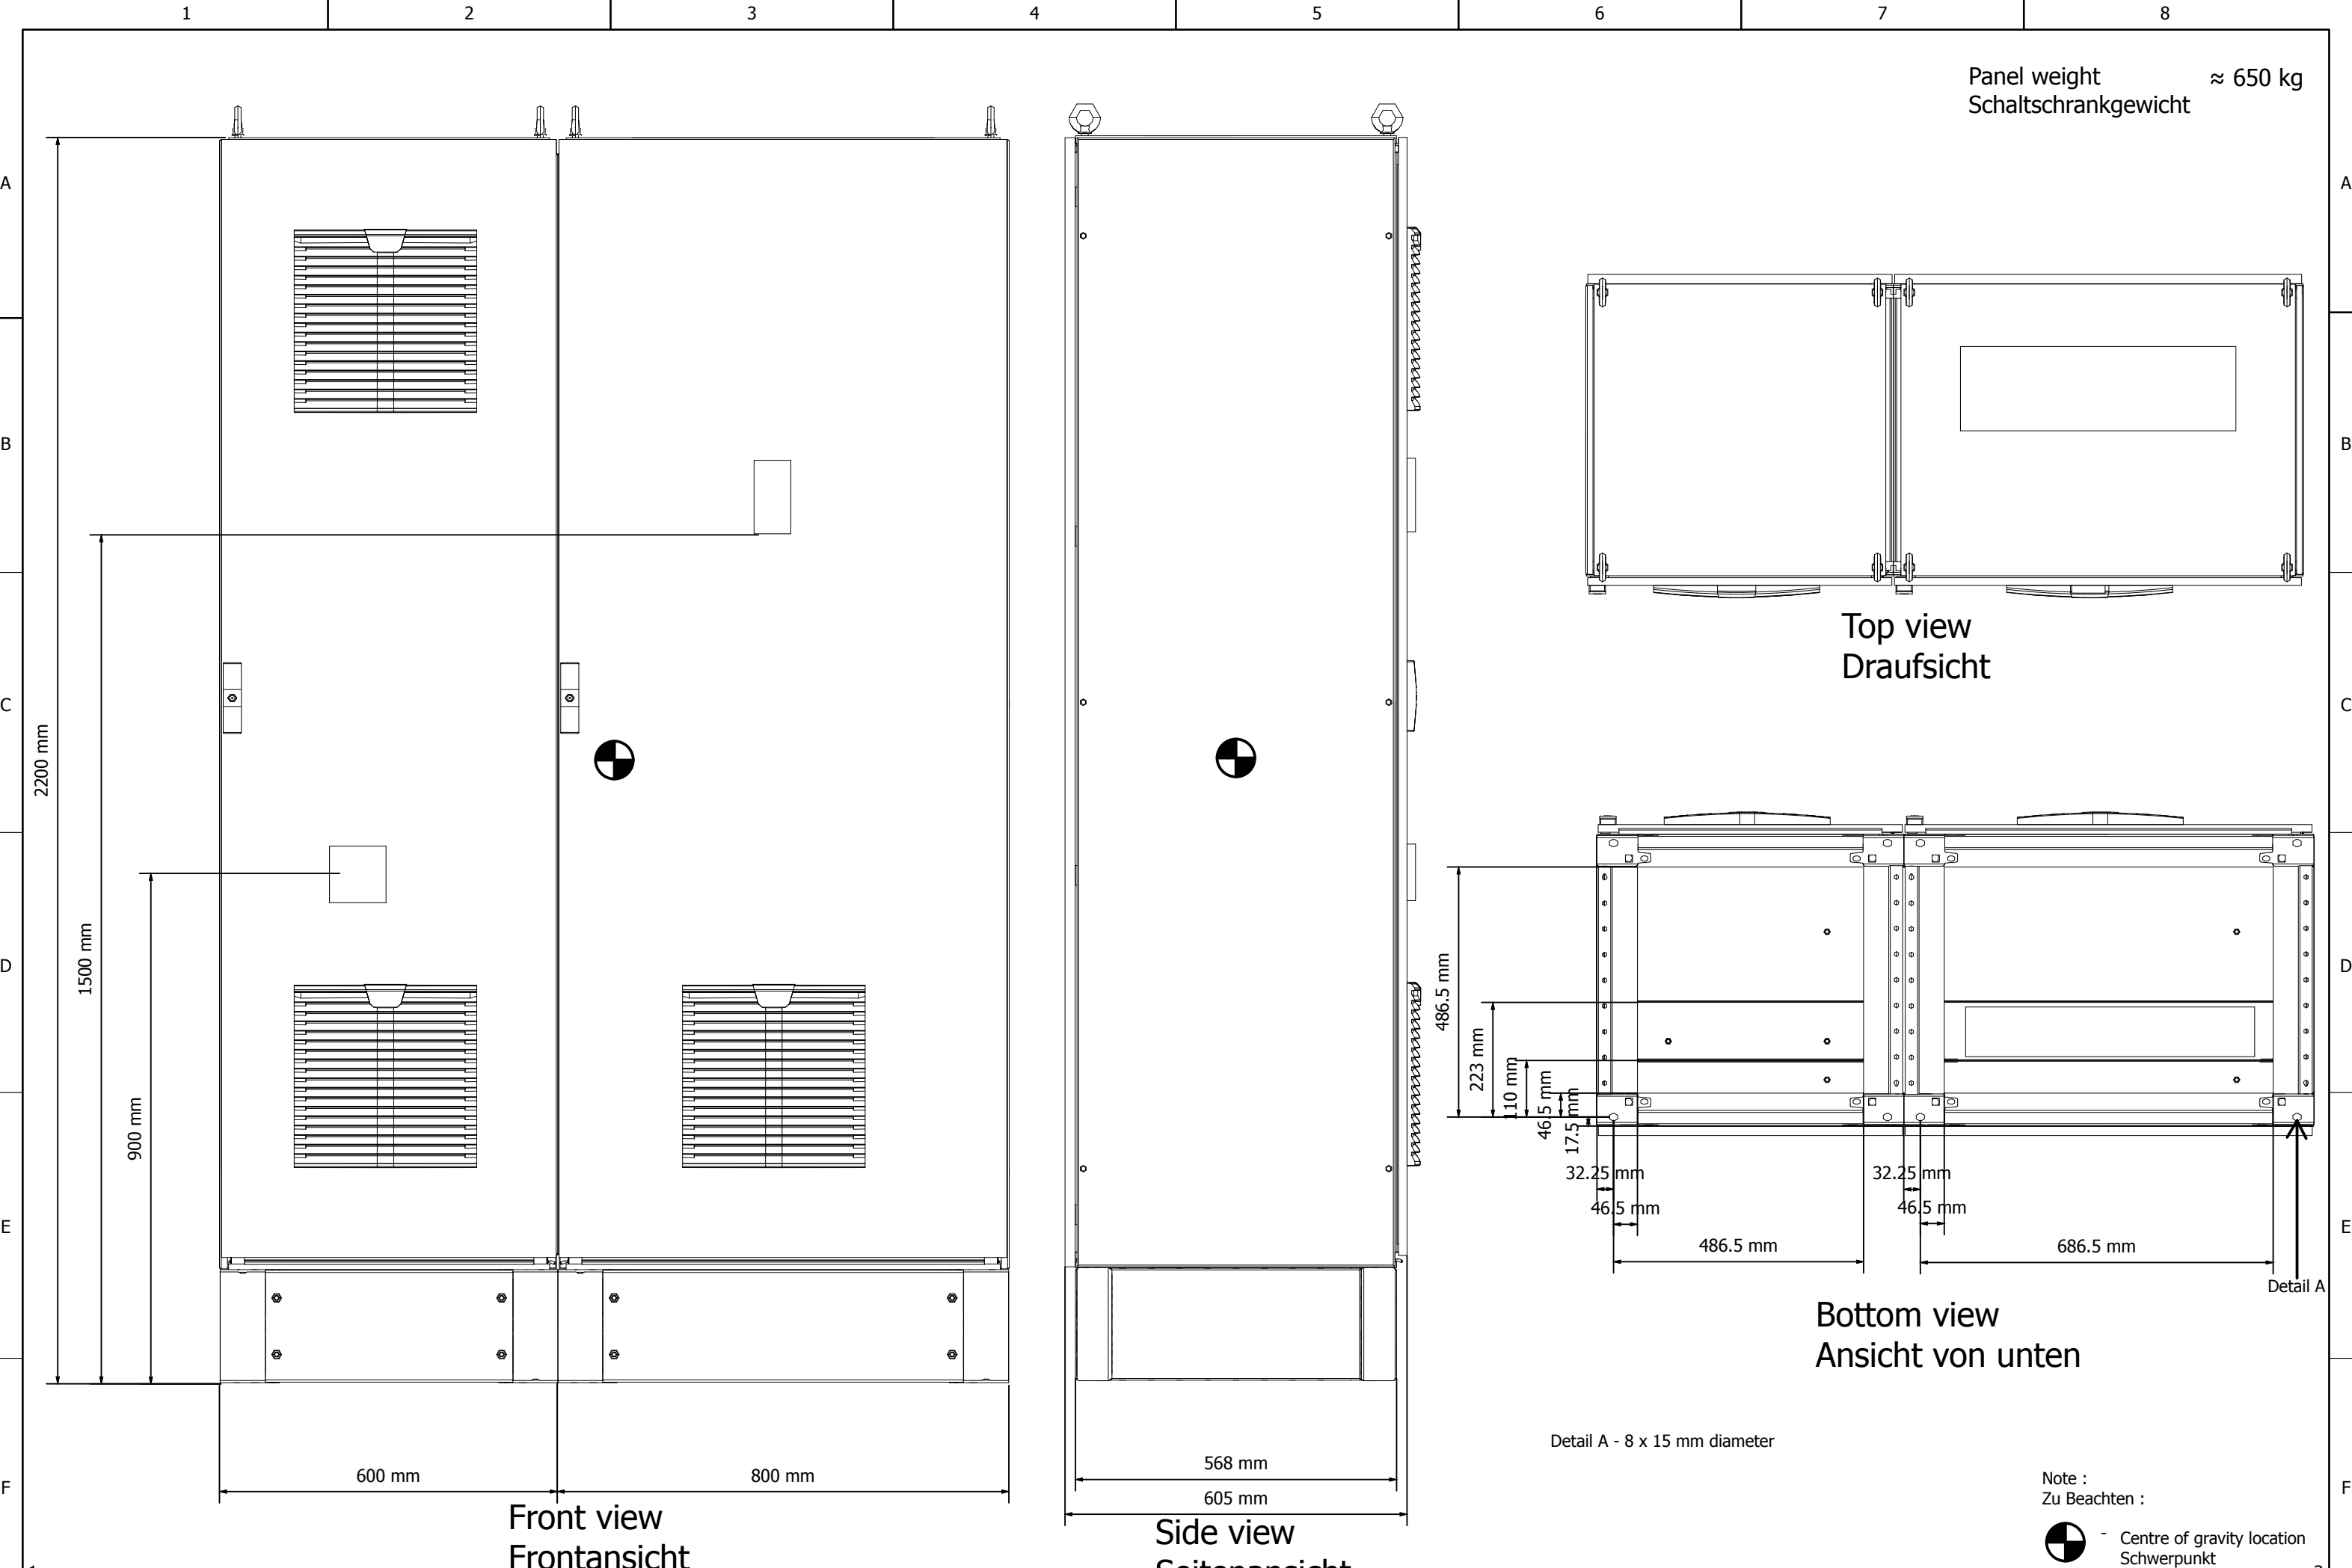 1 2 3 4 5 6 7 8
Panel weight ≈ 650 kg
Schaltschrankgewicht
A A
B B
C C
D D
E E
F F
2200 mm
1500 mm
900 mm
600 mm
800 mm
Front view
Frontansicht
568 mm
605 mm
Side view
Seitenansicht
Top view
Draufsicht
486.5 mm
223 mm
110 mm
46.5 mm
17.5 mm
32.25 mm
46.5 mm
32.25 mm
46.5 mm
486.5 mm
686.5 mm
Detail A
Bottom view
Ansicht von unten
Detail A - 8 x 15 mm diameter
Note :
Zu Beachten :
- Centre of gravity location
Schwerpunkt